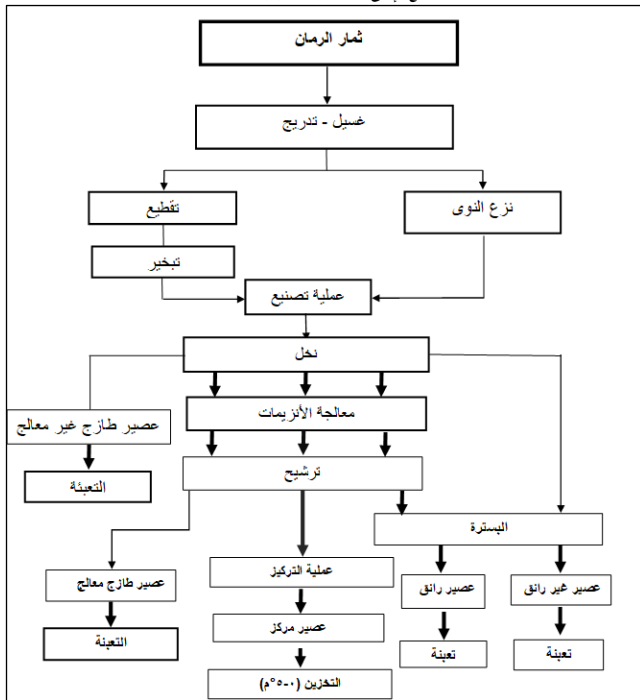 ثمار الرمان
غسيل - تدريج
تقطيع
نزع النوى
تبخير
عملية تصنيع
نخل
معالجة الأنزيمات
عصير طازج غير معالج
ترشيح
التعبئة
البسترة
عصير طازج معالج
عملية التركيز
عصير رائق
عصير غير رائق
التعبئة
عصير مركز
تعبئة
تعبئة
التخزين (٠-٥°م)